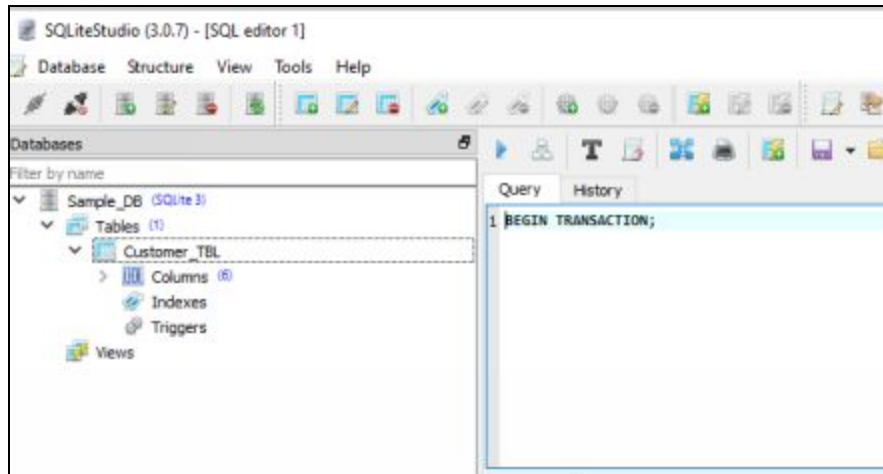 SQLiteStudio (3.0.7) - [SQL editor 1]
Database Structure View Tools Help
Databases
Filter by name
Sample_DB (SQLite 3)
Tables (1)
Customer_TBL
Columns (6)
Indexes
Triggers
Views
Query History
1 BEGIN TRANSACTION;